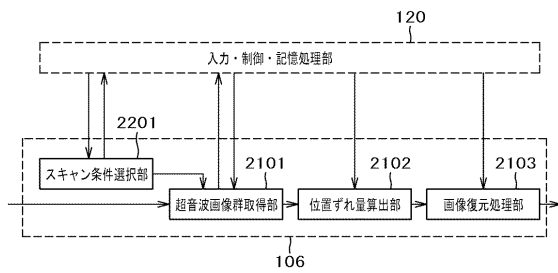 120
入力・制御・記憶処理部
2201
スキャン条件選択部
2101
2102
2103
超音波画像群取得部
位置ずれ量算出部
画像復元処理部
106